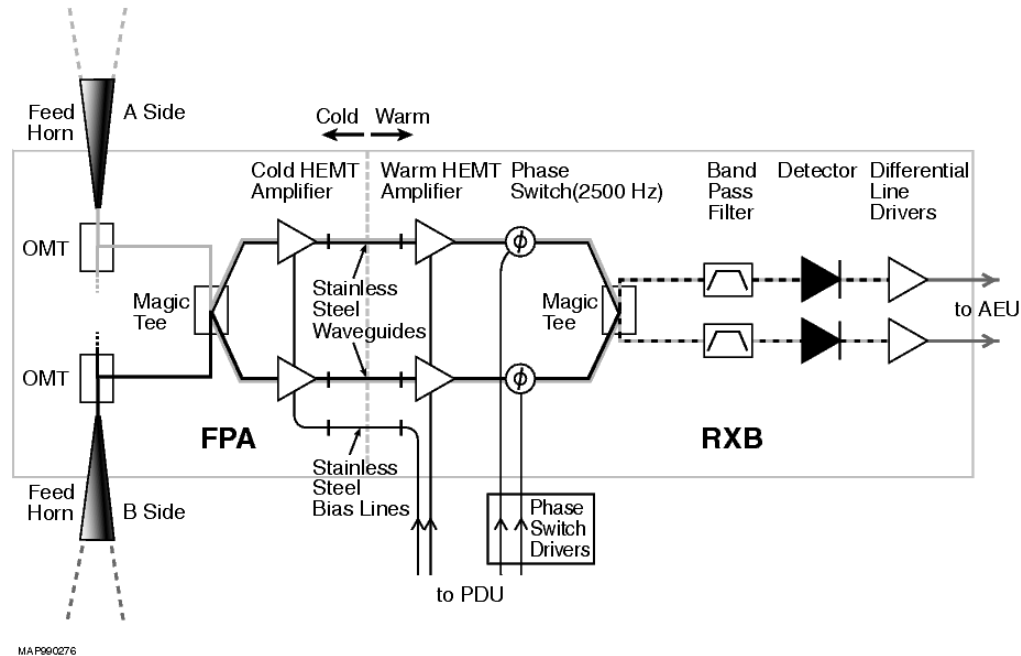 Feed
Horn
A Side
Cold
Warm
Cold HEMT
Amplifier
Warm HEMT
Amplifier
Phase
Switch(2500 Hz)
Band
Pass
Filter
Detector
Differential
Line
Drivers
OMT
Magic
Tee
Stainless
Steel
Waveguides
ϕ
Magic
Tee
to AEU
OMT
ϕ
FPA
RXB
Stainless
Steel
Bias Lines
Feed
Horn
B Side
Phase
Switch
Drivers
to PDU
MAP990276